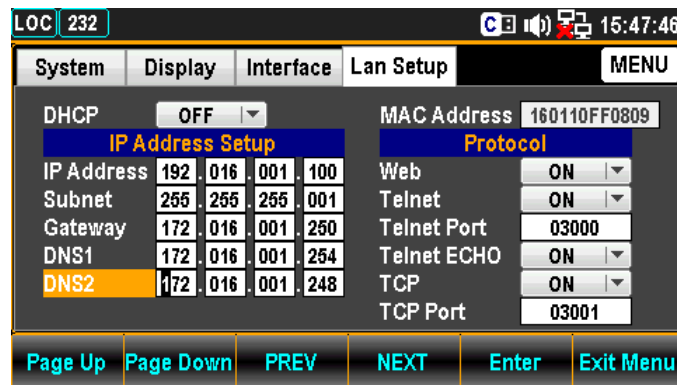 LOC 232 C 15:47:46
System Display Interface Lan Setup MENU
DHCP OFF
IP Address Setup
IP Address 192 . 016 . 001 . 100
Subnet 255 . 255 . 255 . 001
Gateway 172 . 016 . 001 . 250
DNS1 172 . 016 . 001 . 254
DNS2 172 . 016 . 001 . 248
MAC Address 160110FF0809
Protocol
Web ON
Telnet ON
Telnet Port 03000
Telnet ECHO ON
TCP ON
TCP Port 03001
Page Up Page Down PREV NEXT Enter Exit Menu